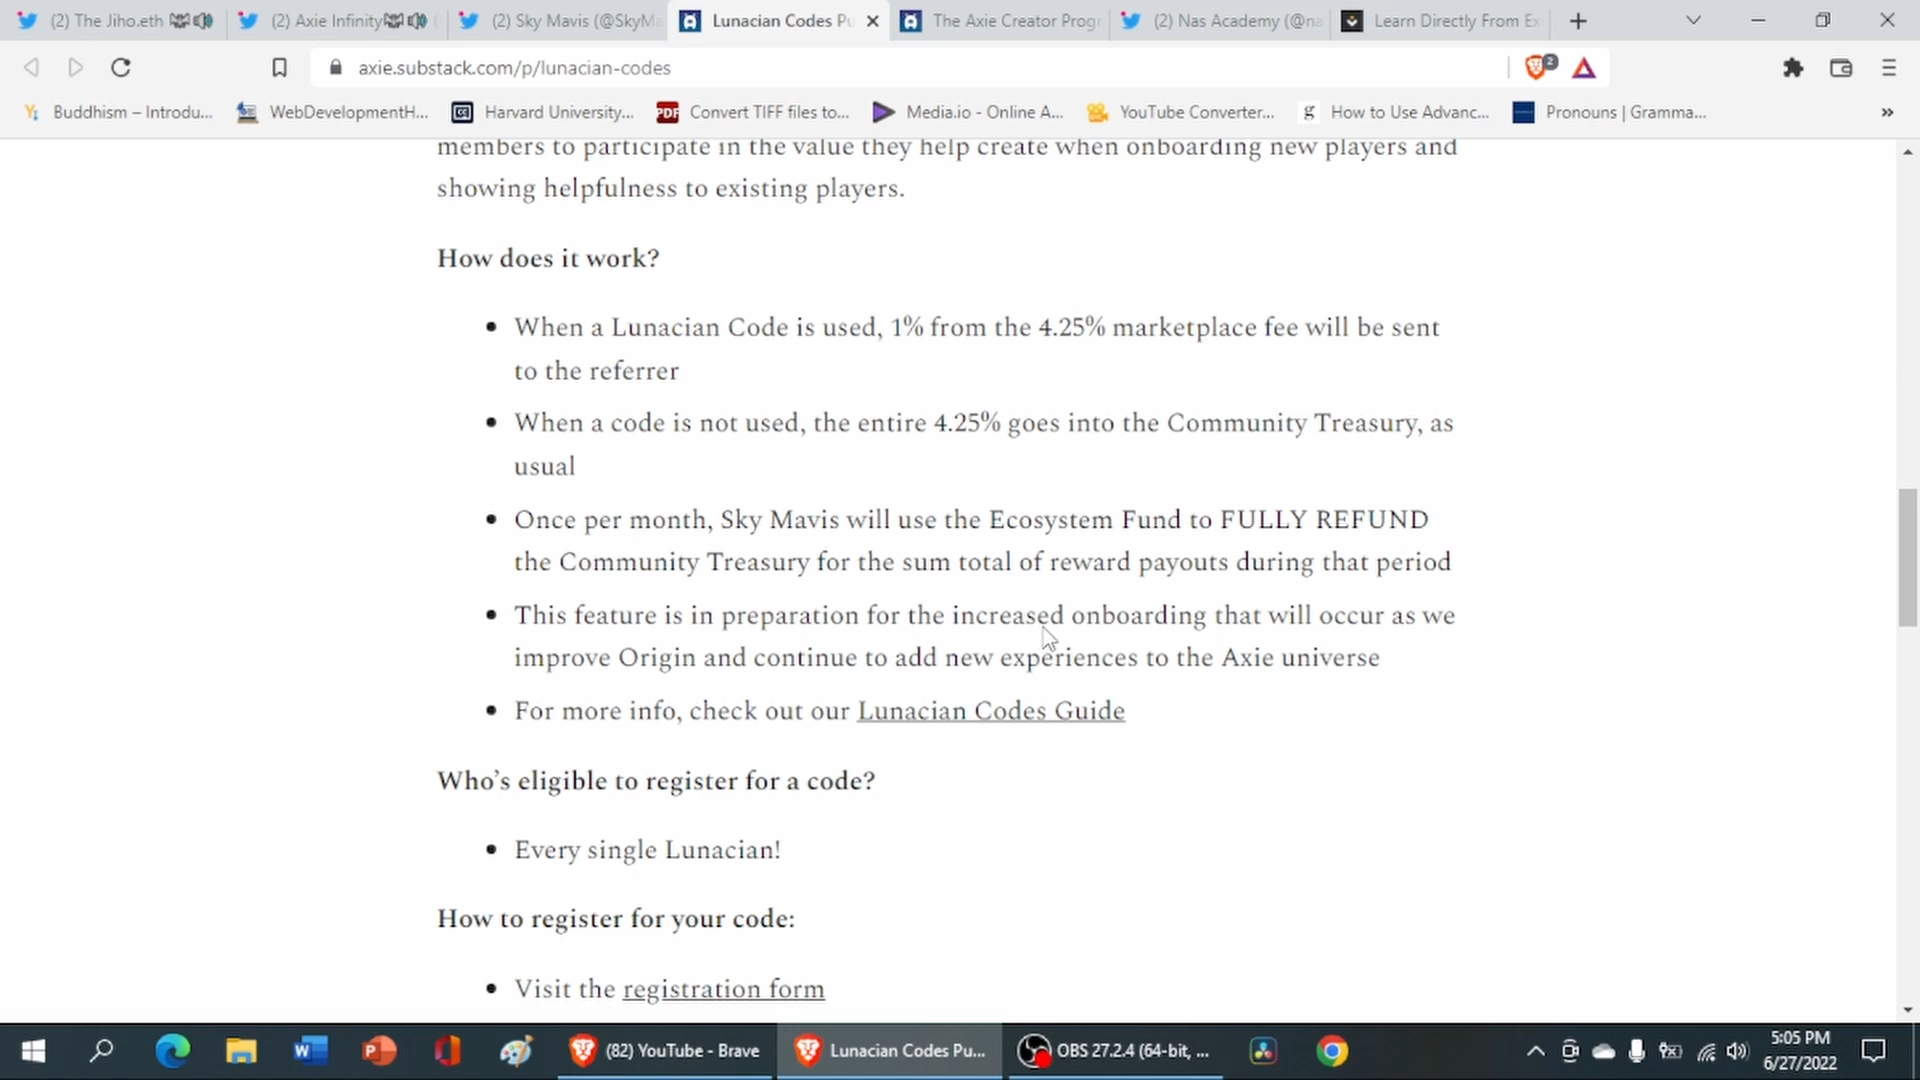 (2) The Jiho.eth
(2) Axie Infinity
(2) Sky Mavis (@SkyMa
Lunacian Codes Pu
The Axie Creator Progr
(2) Nas Academy (@na
Learn Directly From Ex
axie.substack.com/p/lunacian-codes
2
Buddhism – Introdu...
WebDevelopmentH...
Harvard University...
PDF
Convert TIFF files to...
Media.io - Online A...
YouTube Converter...
g
How to Use Advanc...
Pronouns | Gramma...
members to participate in the value they help create when onboarding new players and
showing helpfulness to existing players.
How does it work?
When a Lunacian Code is used, 1% from the 4.25% marketplace fee will be sent
to the referrer
When a code is not used, the entire 4.25% goes into the Community Treasury, as
usual
Once per month, Sky Mavis will use the Ecosystem Fund to FULLY REFUND
the Community Treasury for the sum total of reward payouts during that period
This feature is in preparation for the increased onboarding that will occur as we
improve Origin and continue to add new experiences to the Axie universe
For more info, check out our Lunacian Codes Guide
Who’s eligible to register for a code?
Every single Lunacian!
How to register for your code:
Visit the registration form
(82) YouTube - Brave
Lunacian Codes Pu...
OBS 27.2.4 (64-bit, ...
5:05 PM
6/27/2022